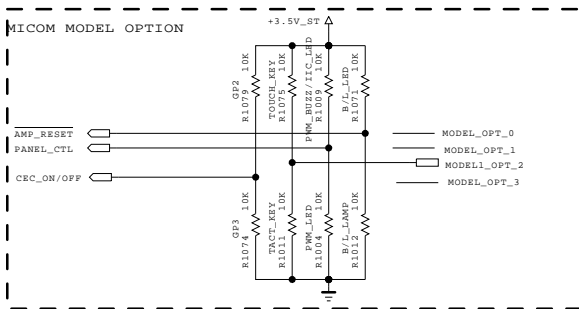 MICOM MODEL OPTION
+3.5V_ST
GP2
R1079 10K
TOUCH_KEY
R1075 10K
PWM_BUZZ/IIC_LED
R1009 10K
B/L_LED
R1071 10K
AMP_RESET
PANEL_CTL
CEC_ON/OFF
MODEL_OPT_0
MODEL_OPT_1
MODEL1_OPT_2
MODEL_OPT_3
GP3
R1074 10K
TACT_KEY
R1011 10K
PWM_LED
R1004 10K
B/L_LAMP
R1012 10K